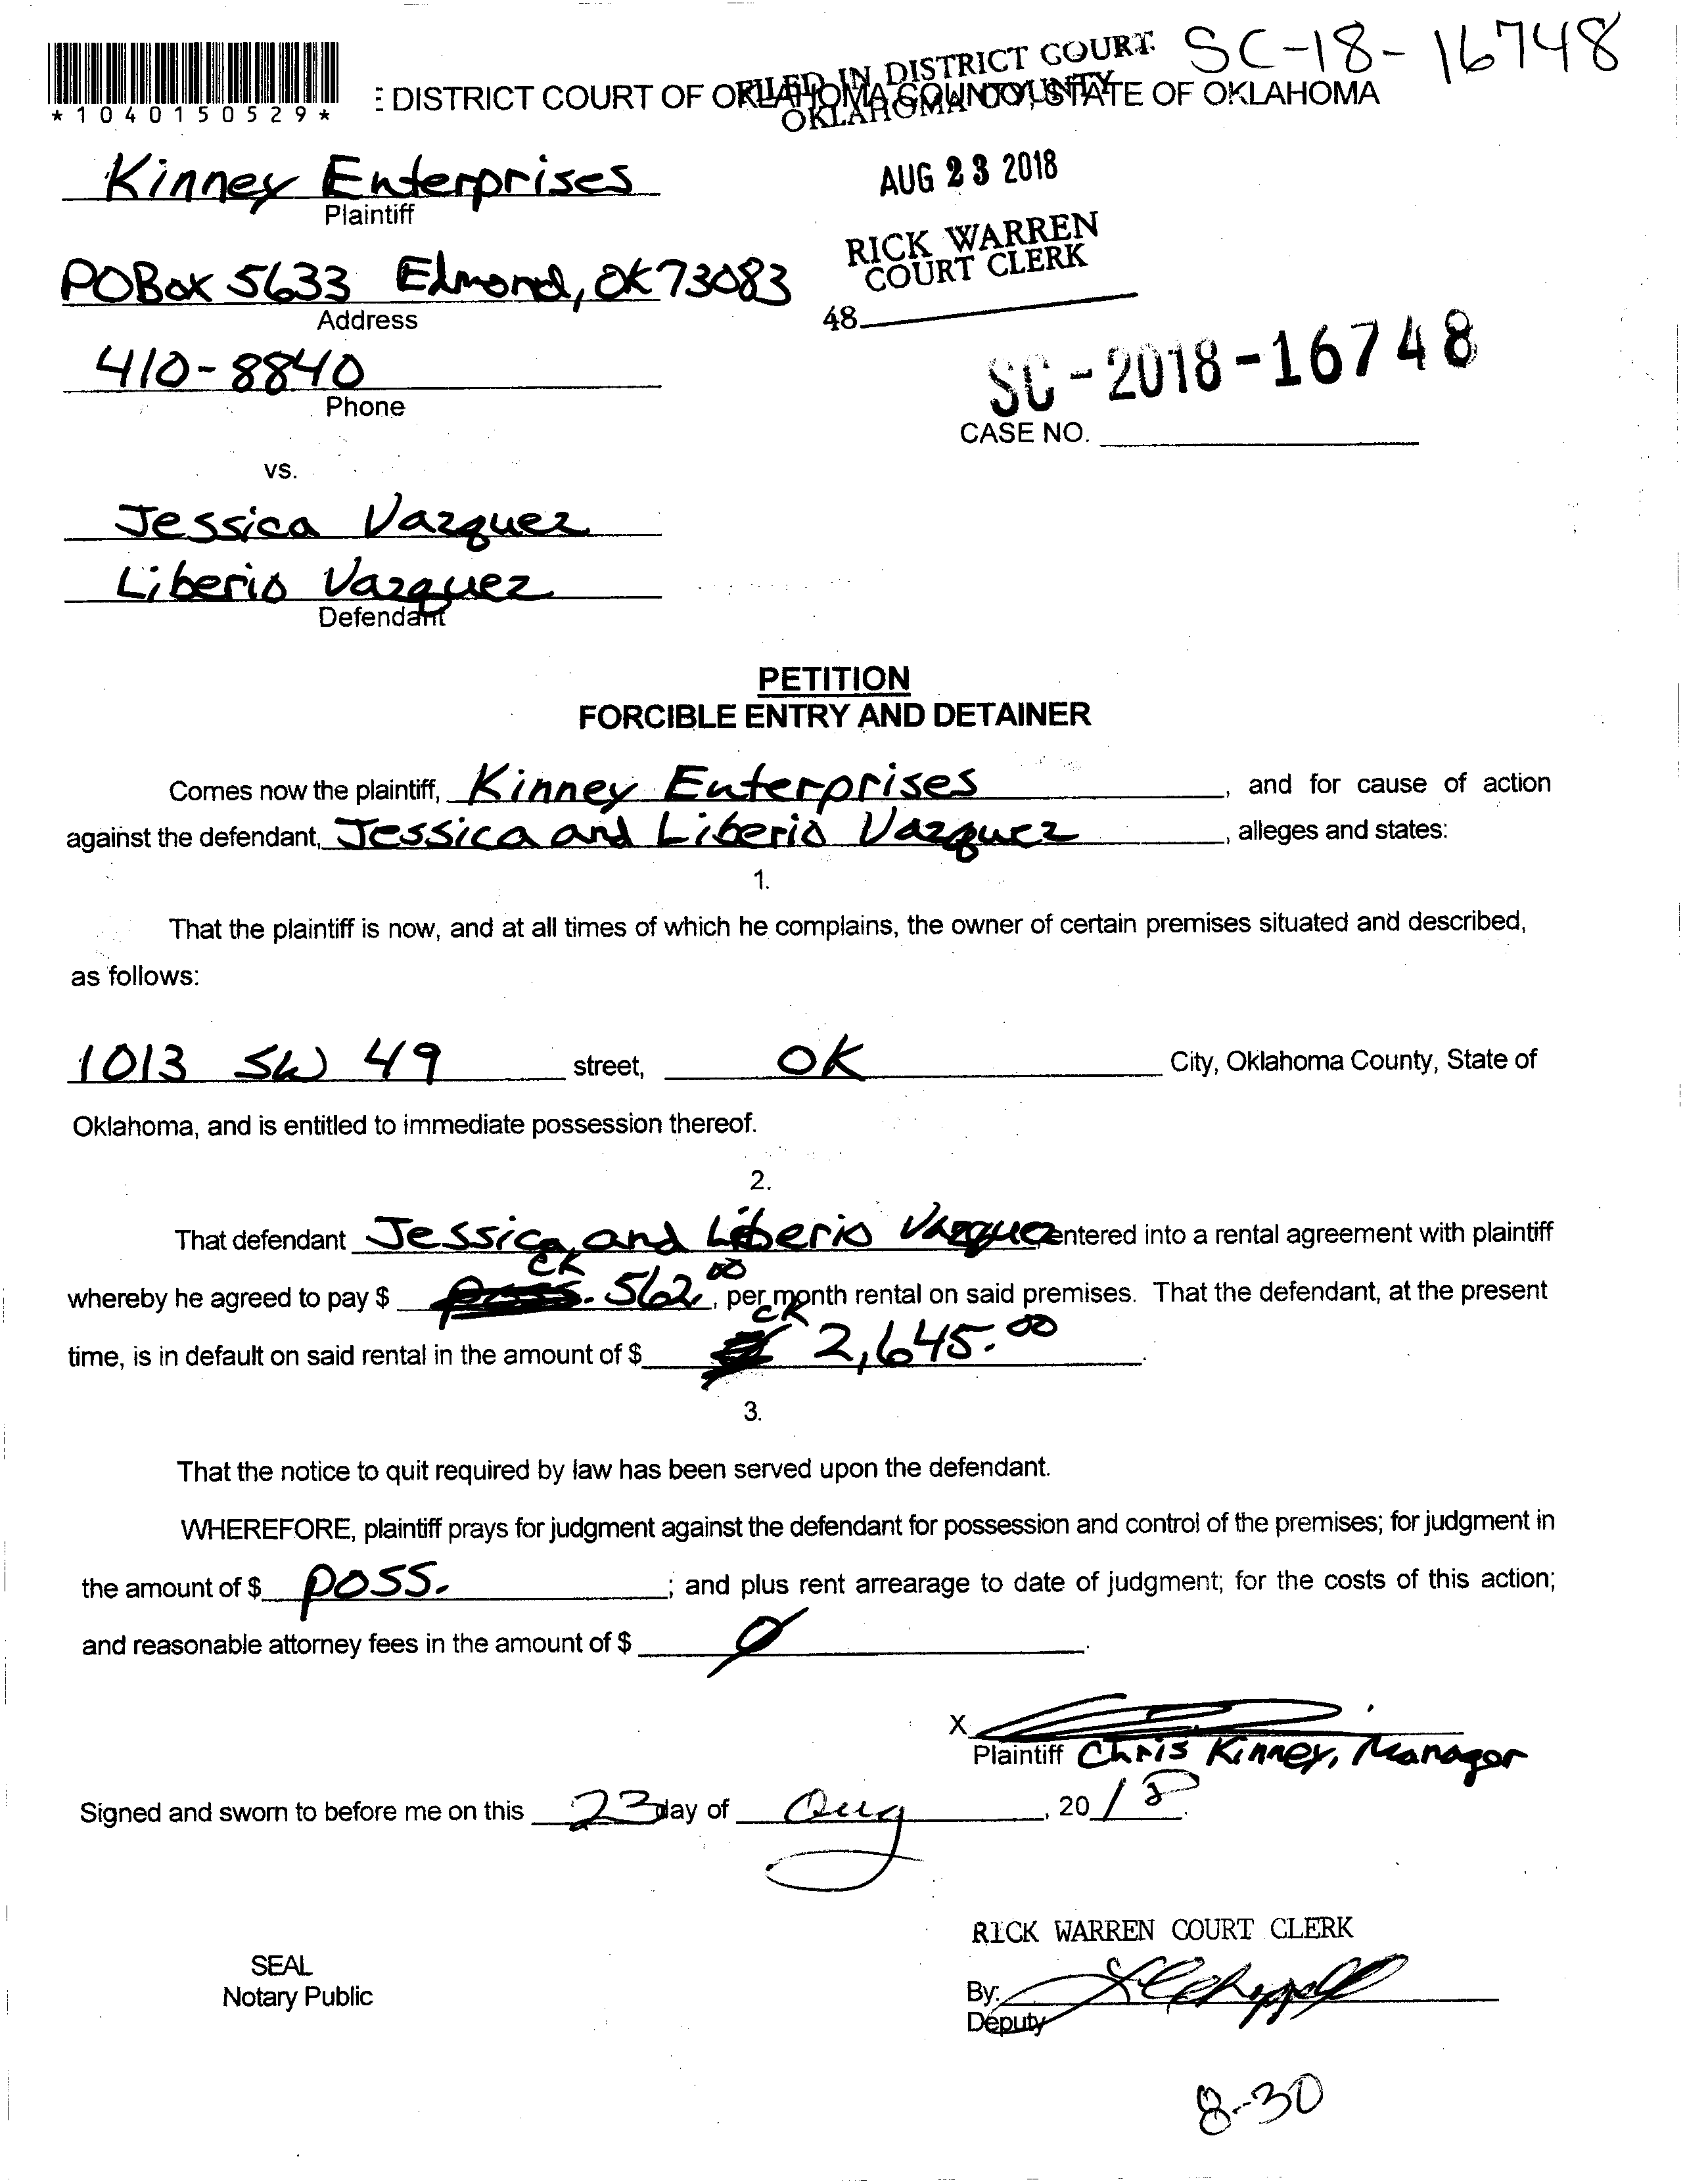 SC-18-16748
FILED IN DISTRICT COURT
OKLAHOMA COUNTY
*1040150529*
E DISTRICT COURT OF OKLAHOMA COUNTY, STATE OF OKLAHOMA
Kinney Enterprises
Plaintiff
AUG 23 2018
RICK WARREN
COURT CLERK
48
PO Box 5633 Edmond, OK 73083
Address
410-8840
Phone
SC-2018-16748
CASE NO.
vs.
Jessica Vazquez
Liberio Vazquez
Defendant
PETITION
FORCIBLE ENTRY AND DETAINER
Comes now the plaintiff, Kinney Enterprises, and for cause of action
against the defendant, Jessica and Liberio Vazquez, alleges and states:
1.
That the plaintiff is now, and at all times of which he complains, the owner of certain premises situated and described,
as follows:
1013 SW 49 street, OK City, Oklahoma County, State of
Oklahoma, and is entitled to immediate possession thereof.
2.
That defendant Jessica and Liberio Vazquez entered into a rental agreement with plaintiff
CK
whereby he agreed to pay $ 562.00, per month rental on said premises. That the defendant, at the present
CK
time, is in default on said rental in the amount of $ 2,645.00.
3.
That the notice to quit required by law has been served upon the defendant.
WHEREFORE, plaintiff prays for judgment against the defendant for possession and control of the premises; for judgment in
the amount of $ poss. ; and plus rent arrearage to date of judgment; for the costs of this action;
and reasonable attorney fees in the amount of $ 0.
X
Plaintiff Chris Kinney, Manager
Signed and sworn to before me on this 23 day of Aug, 2018.
RICK WARREN COURT CLERK
SEAL
Notary Public
By:
Deputy
8-30